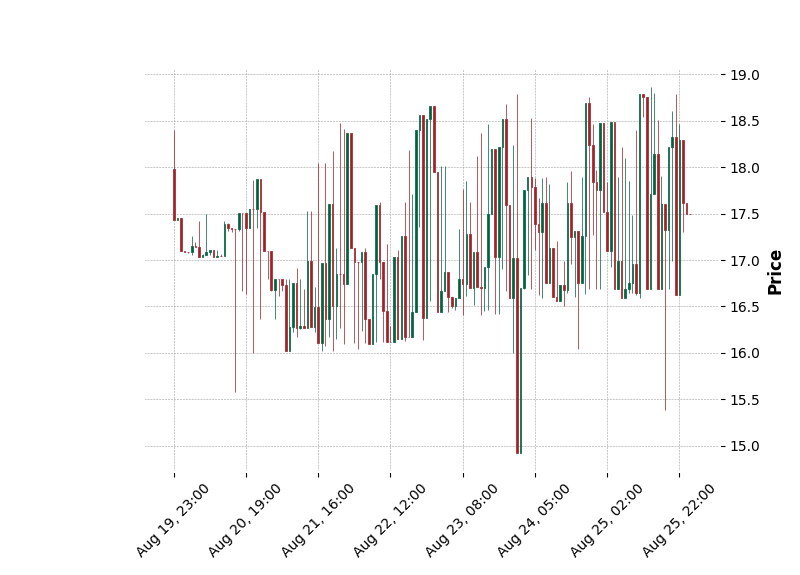 19.0
18.5
18.0
17.5
17.0
16.5
16.0
15.5
15.0
Price
Aug 19, 23:00
Aug 20, 19:00
Aug 21, 16:00
Aug 22, 12:00
Aug 23, 08:00
Aug 24, 05:00
Aug 25, 02:00
Aug 25, 22:00